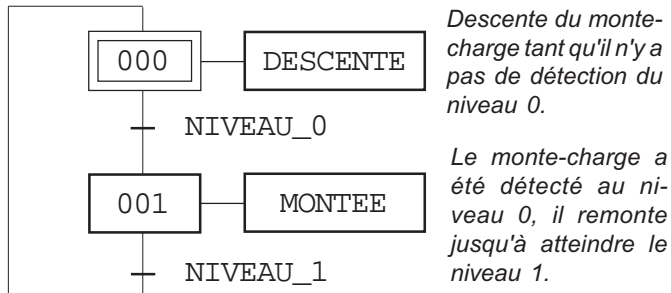 000 DESCENTE
NIVEAU_0
001 MONTEE
NIVEAU_1
Descente du monte-
charge tant qu'il n'y a
pas de détection du
niveau 0.
Le monte-charge a
été détecté au ni-
veau 0, il remonte
jusqu'à atteindre le
niveau 1.